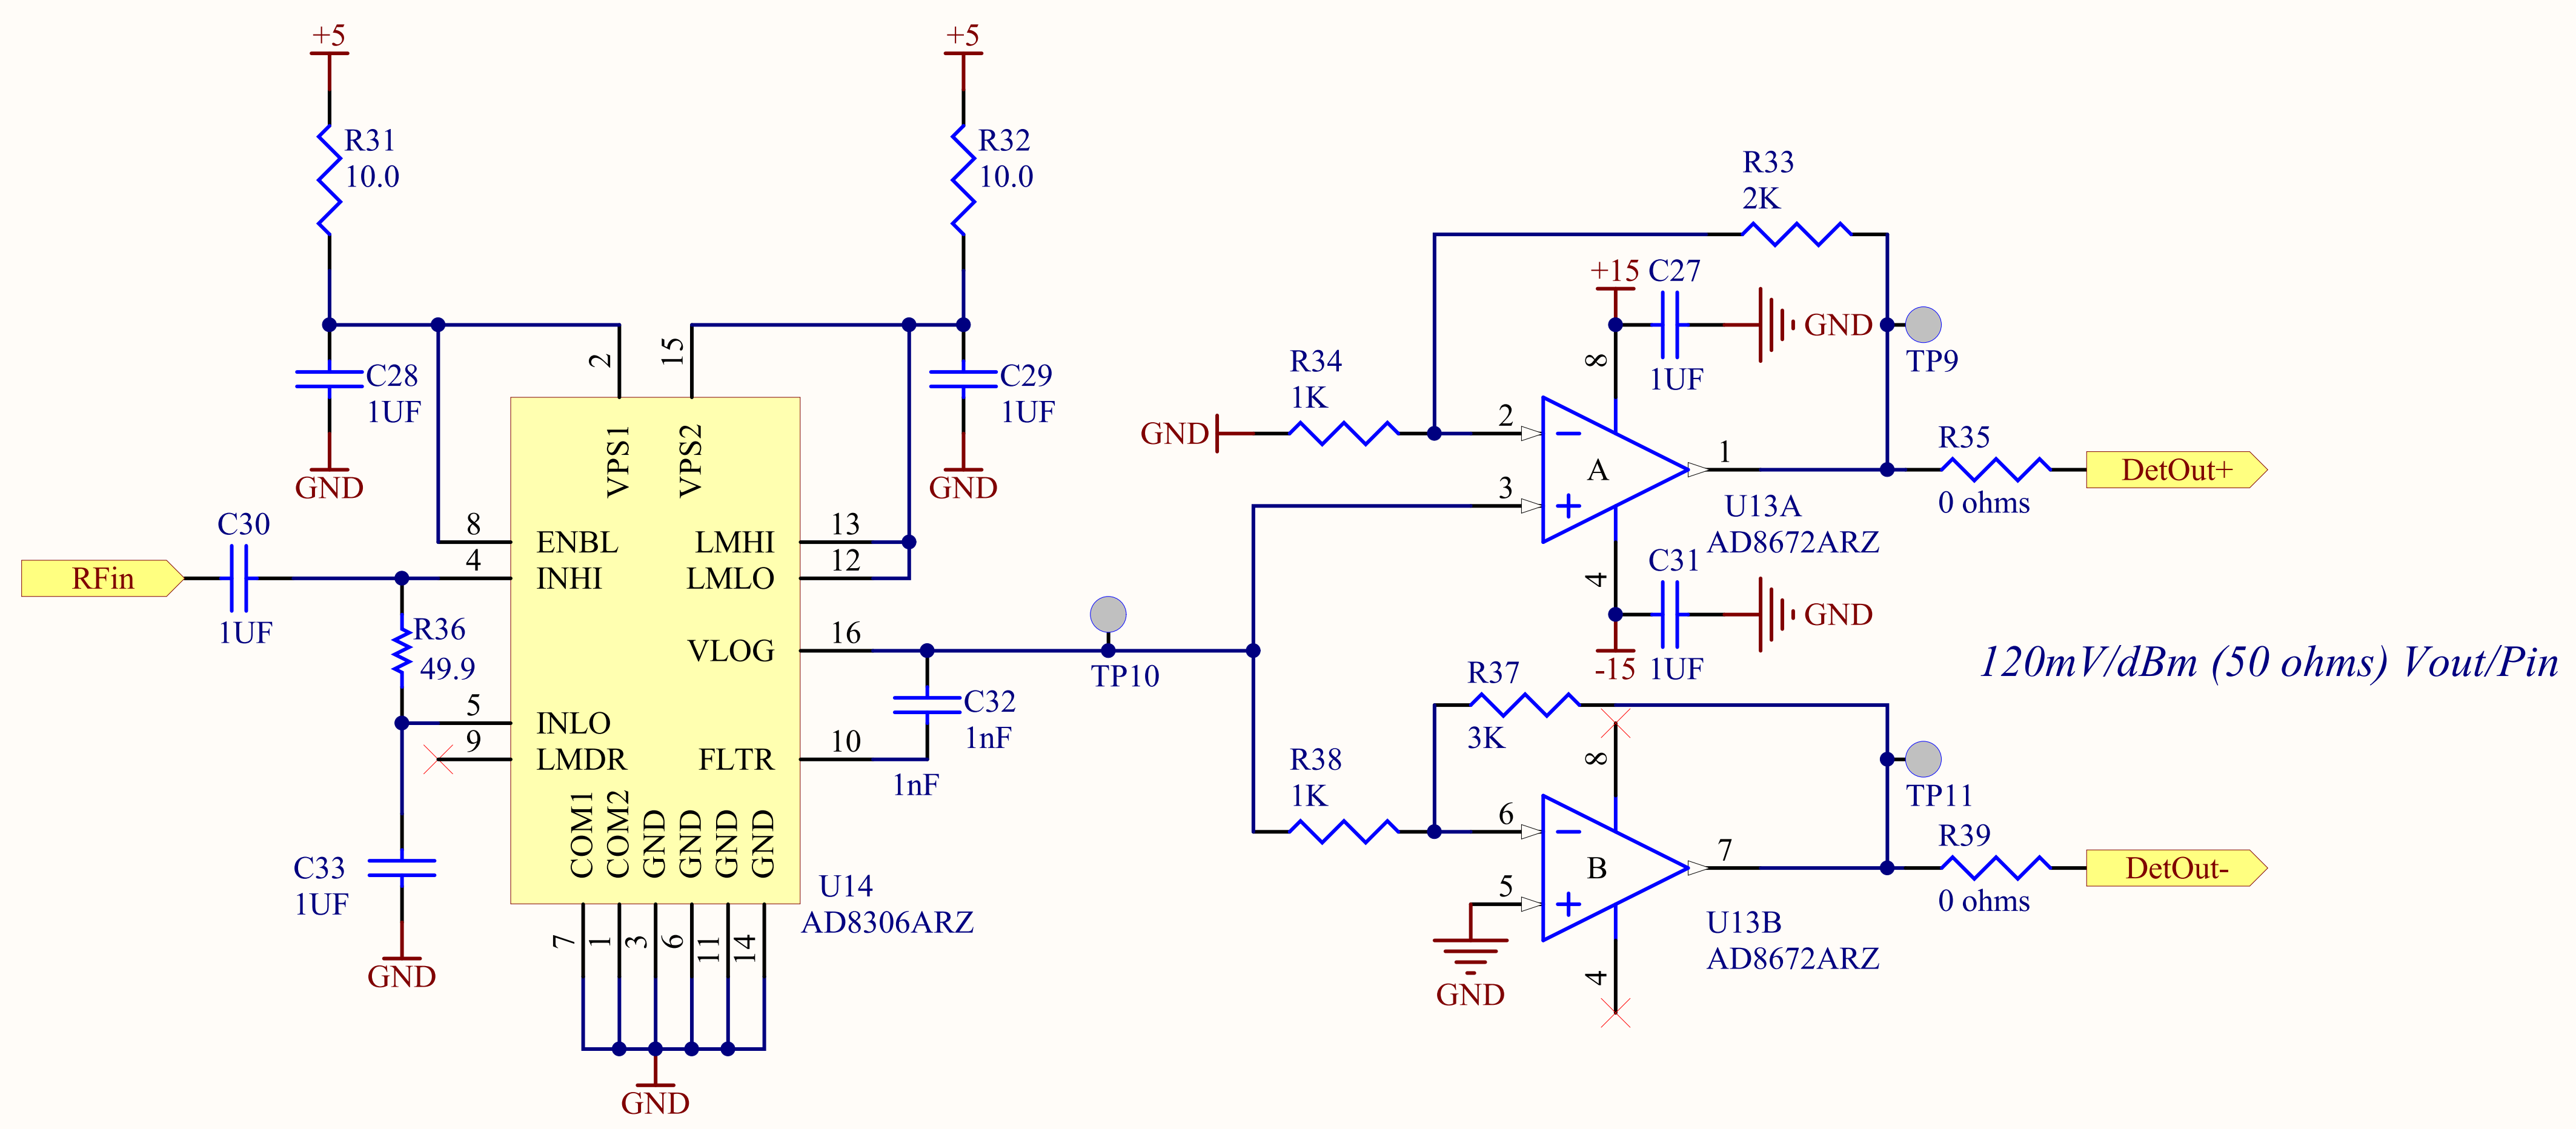 +5
+5
R31
10.0
R32
10.0
R33
2K
+15
C27
GND
1UF
8
TP9
2
15
C28
1UF
GND
C29
1UF
GND
VPS1
VPS2
R34
1K
GND
2
A
3
1
R35
0 ohms
DetOut+
U13A
AD8672ARZ
C30
1UF
RFin
8
ENBL
4
INHI
LMHI
13
LMLO
12
4
C31
GND
-15
1UF
R36
49.9
VLOG
16
TP10
120mV/dBm (50 ohms) Vout/Pin
R37
3K
5
INLO
9
LMDR
FLTR
10
C32
1nF
1nF
R38
1K
8
TP11
6
B
5
7
R39
0 ohms
DetOut-
U13B
AD8672ARZ
4
GND
COM1
COM2
GND
GND
GND
GND
C33
1UF
GND
U14
AD8306ARZ
7
1
3
6
11
14
GND